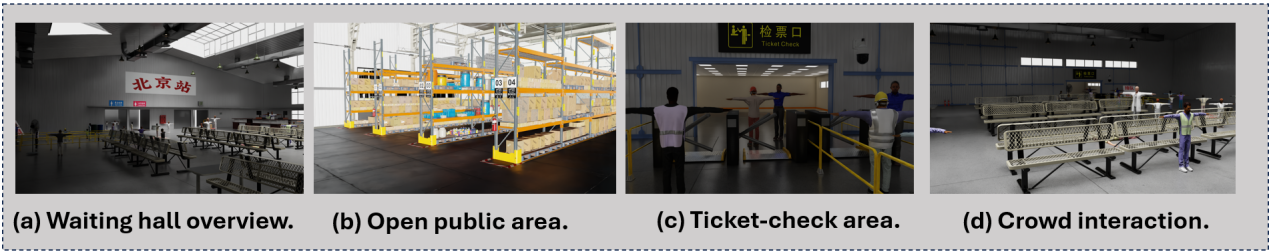 北京站
03 04
检票口
Ticket Check
(a) Waiting hall overview.
(b) Open public area.
(c) Ticket-check area.
(d) Crowd interaction.